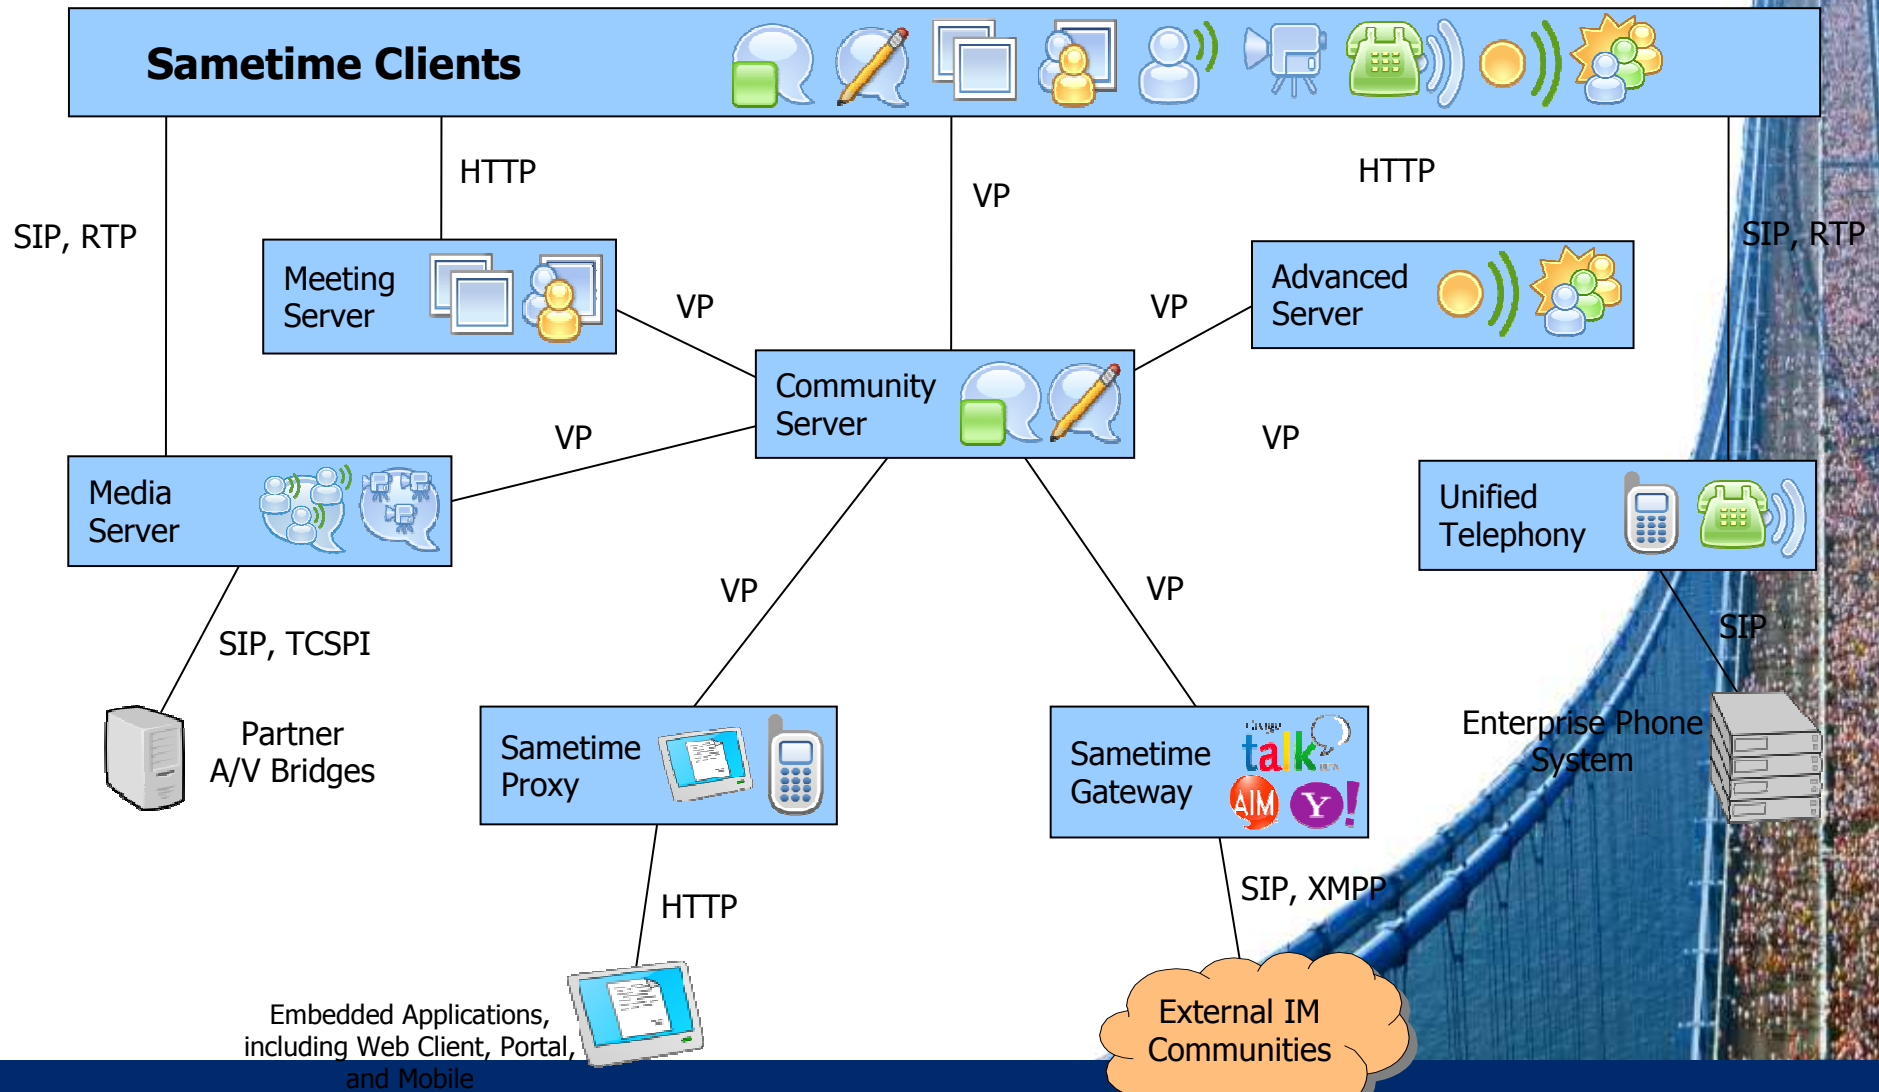 Sametime Clients
HTTP
HTTP
VP
SIP, RTP
SIP, RTP
Meeting
Server
VP
VP
Advanced
Server
Community
Server
VP
VP
Media
Server
Unified
Telephony
VP
VP
SIP, TCSPI
SIP
Partner
A/V Bridges
Sametime
Proxy
Sametime
Gateway
talk
AIM
Y!
Enterprise Phone
System
HTTP
SIP, XMPP
Embedded Applications,
including Web Client, Portal,
and Mobile
External IM
Communities